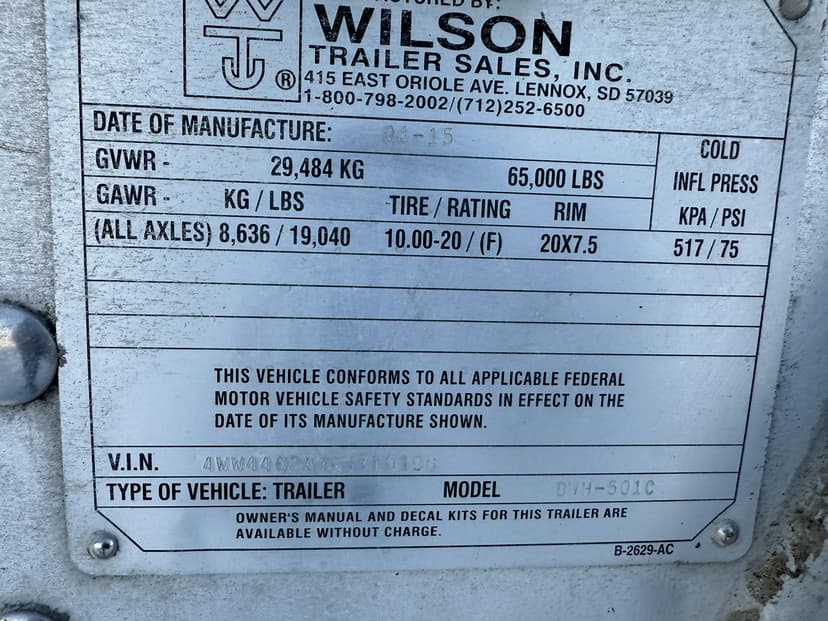 WILSON
TRAILER SALES, INC.
®
415 EAST ORIOLE AVE. LENNOX, SD 57039
1-800-798-2002/(712)252-6500
DATE OF MANUFACTURE:
COLD
INFL PRESS
KPA / PSI
GVWR - 29,484 KG 65,000 LBS
GAWR - KG / LBS TIRE / RATING RIM
(ALL AXLES) 8,636 / 19,040 10.00-20 / (F) 20X7.5 517 / 75
THIS VEHICLE CONFORMS TO ALL APPLICABLE FEDERAL
MOTOR VEHICLE SAFETY STANDARDS IN EFFECT ON THE
DATE OF ITS MANUFACTURE SHOWN.
V.I.N.
TYPE OF VEHICLE: TRAILER MODEL
OWNER'S MANUAL AND DECAL KITS FOR THIS TRAILER ARE
AVAILABLE WITHOUT CHARGE.
B-2629-AC